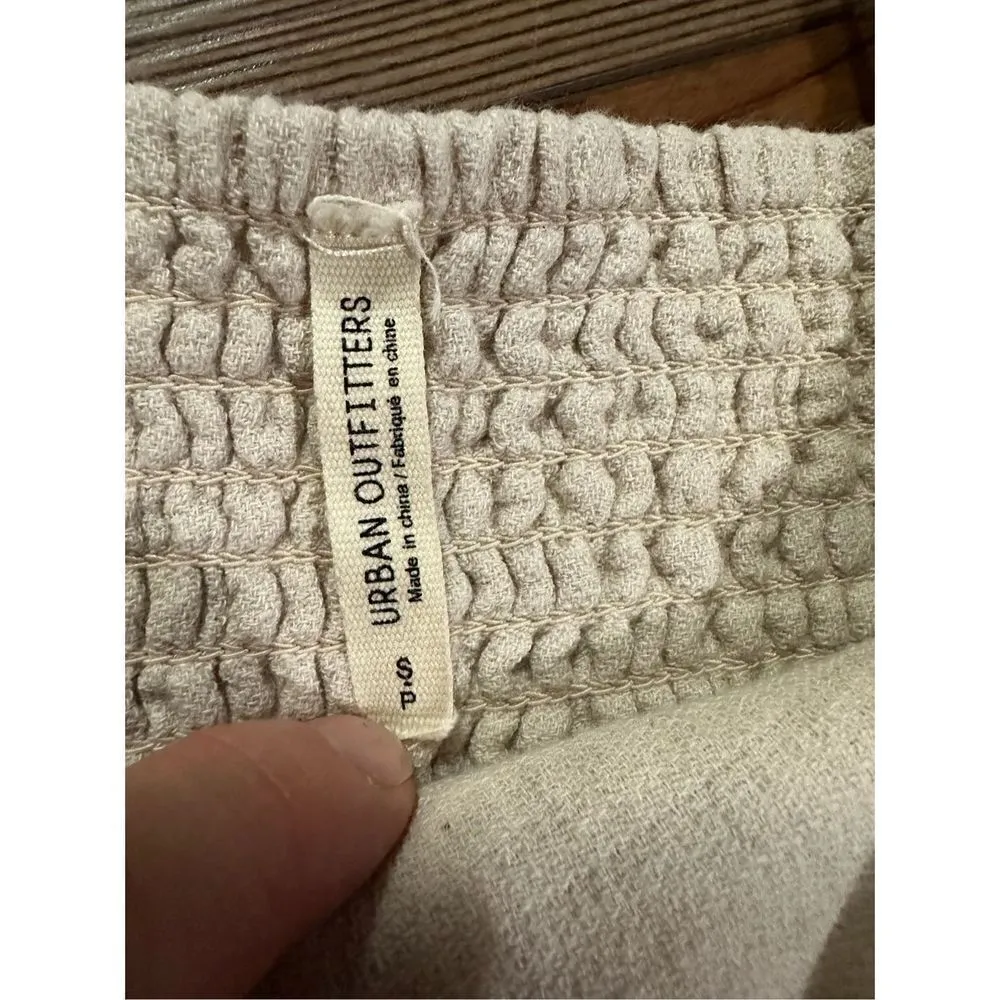 URBAN OUTFITTERS
Made in china / Fabriqué en chine
P-S